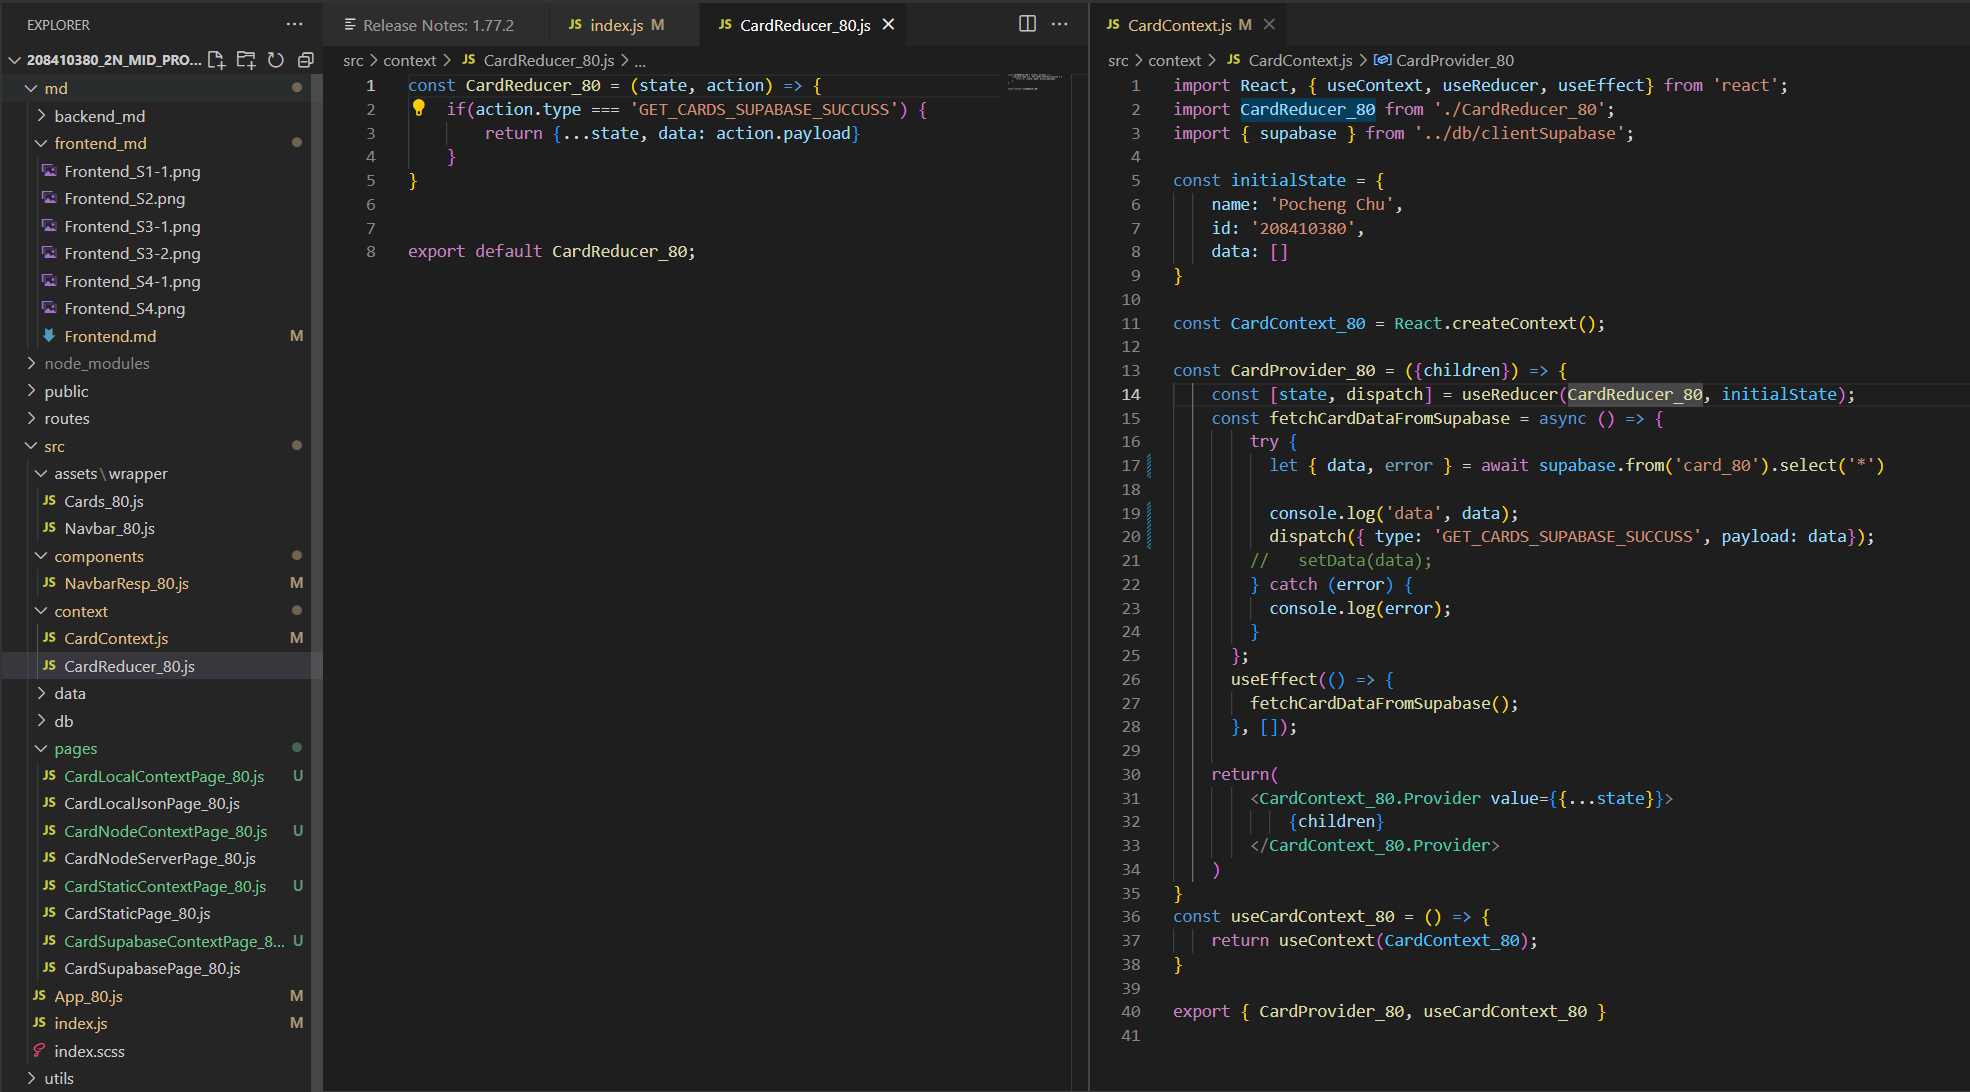 EXPLORER
208410380_2N_MID_PRO...
md
backend_md
frontend_md
Frontend_S1-1.png
Frontend_S2.png
Frontend_S3-1.png
Frontend_S3-2.png
Frontend_S4-1.png
Frontend_S4.png
Frontend.md M
node_modules
public
routes
src
assets\wrapper
JS Cards_80.js
JS Navbar_80.js
components
JS NavbarResp_80.js M
context
JS CardContext.js M
JS CardReducer_80.js
data
db
pages
JS CardLocalContextPage_80.js U
JS CardLocalJsonPage_80.js
JS CardNodeContextPage_80.js U
JS CardNodeServerPage_80.js
JS CardStaticContextPage_80.js U
JS CardStaticPage_80.js
JS CardSupabaseContextPage_8... U
JS CardSupabasePage_80.js
JS App_80.js M
JS index.js M
index.scss
utils
Release Notes: 1.77.2
JS index.js M
JS CardReducer_80.js
src > context > JS CardReducer_80.js > ...
1 const CardReducer_80 = (state, action) => {
2 if(action.type === 'GET_CARDS_SUPABASE_SUCCUSS') {
3 return {...state, data: action.payload}
4 }
5 }
6
7
8 export default CardReducer_80;
JS CardContext.js M
src > context > JS CardContext.js > CardProvider_80
1 import React, { useContext, useReducer, useEffect} from 'react';
2 import CardReducer_80 from './CardReducer_80';
3 import { supabase } from '../db/clientSupabase';
4
5 const initialState = {
6 name: 'Pocheng Chu',
7 id: '208410380',
8 data: []
9 }
10
11 const CardContext_80 = React.createContext();
12
13 const CardProvider_80 = ({children}) => {
14 const [state, dispatch] = useReducer(CardReducer_80, initialState);
15 const fetchCardDataFromSupabase = async () => {
16 try {
17 let { data, error } = await supabase.from('card_80').select('*')
18
19 console.log('data', data);
20 dispatch({ type: 'GET_CARDS_SUPABASE_SUCCUSS', payload: data});
21 // setData(data);
22 } catch (error) {
23 console.log(error);
24 }
25 };
26 useEffect(() => {
27 fetchCardDataFromSupabase();
28 }, []);
29
30 return(
31 <CardContext_80.Provider value={{...state}}>
32 {children}
33 </CardContext_80.Provider>
34 )
35 }
36 const useCardContext_80 = () => {
37 return useContext(CardContext_80);
38 }
39
40 export { CardProvider_80, useCardContext_80 }
41